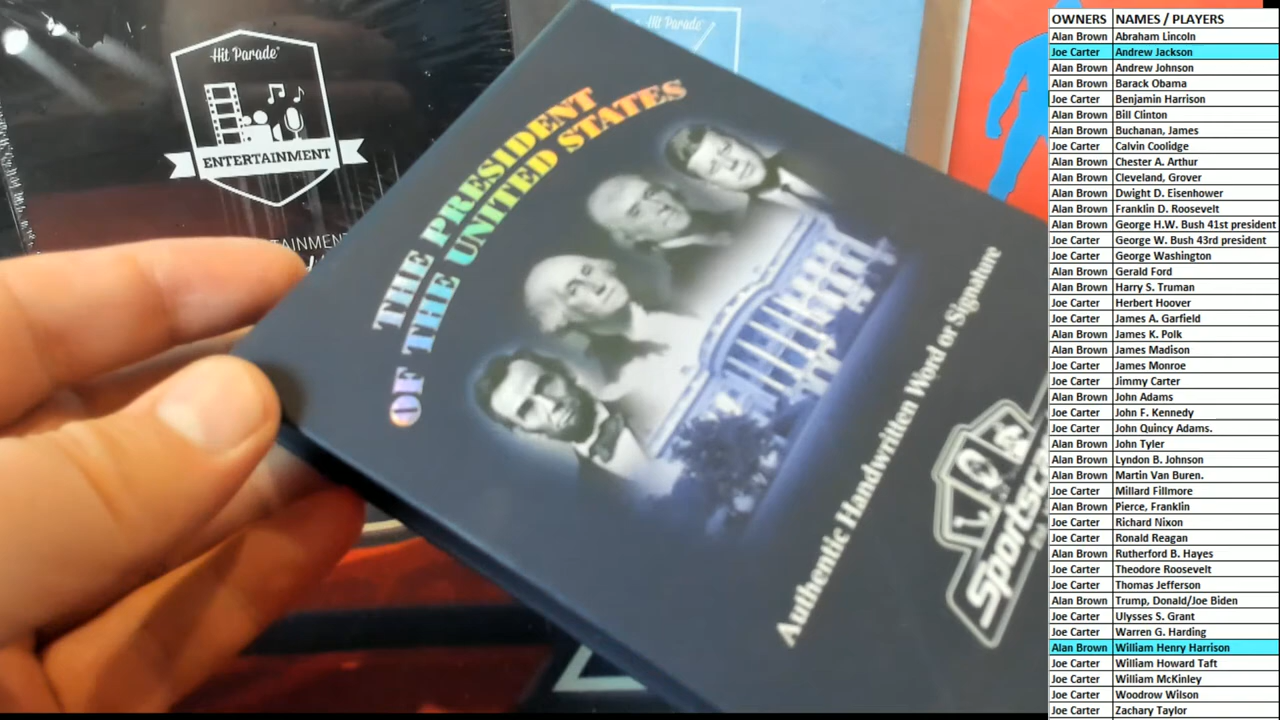 Hit Parade
ENTERTAINMENT
Hit Parade
THE PRESIDENT
OF THE UNITED STATES
Authentic Handwritten Word or Signature
OWNERS NAMES / PLAYERS
Alan Brown Abraham Lincoln
Joe Carter Andrew Jackson
Alan Brown Andrew Johnson
Alan Brown Barack Obama
Joe Carter Benjamin Harrison
Alan Brown Bill Clinton
Alan Brown Buchanan, James
Joe Carter Calvin Coolidge
Alan Brown Chester A. Arthur
Alan Brown Cleveland, Grover
Alan Brown Dwight D. Eisenhower
Alan Brown Franklin D. Roosevelt
Alan Brown George H.W. Bush 41st president
Joe Carter George W. Bush 43rd president
Joe Carter George Washington
Alan Brown Gerald Ford
Alan Brown Harry S. Truman
Joe Carter Herbert Hoover
Joe Carter James A. Garfield
Alan Brown James K. Polk
Alan Brown James Madison
Joe Carter James Monroe
Joe Carter Jimmy Carter
Alan Brown John Adams
Joe Carter John F. Kennedy
Joe Carter John Quincy Adams.
Alan Brown John Tyler
Alan Brown Lyndon B. Johnson
Alan Brown Martin Van Buren.
Joe Carter Millard Fillmore
Alan Brown Pierce, Franklin
Joe Carter Richard Nixon
Joe Carter Ronald Reagan
Alan Brown Rutherford B. Hayes
Joe Carter Theodore Roosevelt
Joe Carter Thomas Jefferson
Alan Brown Trump, Donald/Joe Biden
Joe Carter Ulysses S. Grant
Joe Carter Warren G. Harding
Alan Brown William Henry Harrison
Joe Carter William Howard Taft
Joe Carter William McKinley
Joe Carter Woodrow Wilson
Joe Carter Zachary Taylor